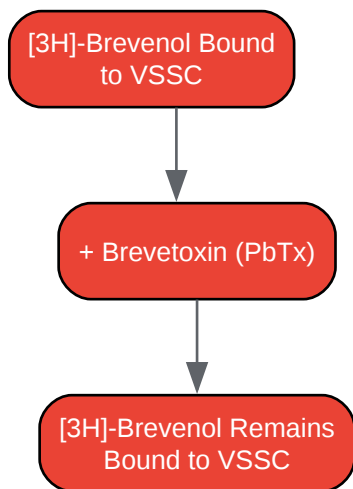 [3H]-Brevenol Bound
to VSSC
+ Brevetoxin (PbTx)
[3H]-Brevenol Remains
Bound to VSSC